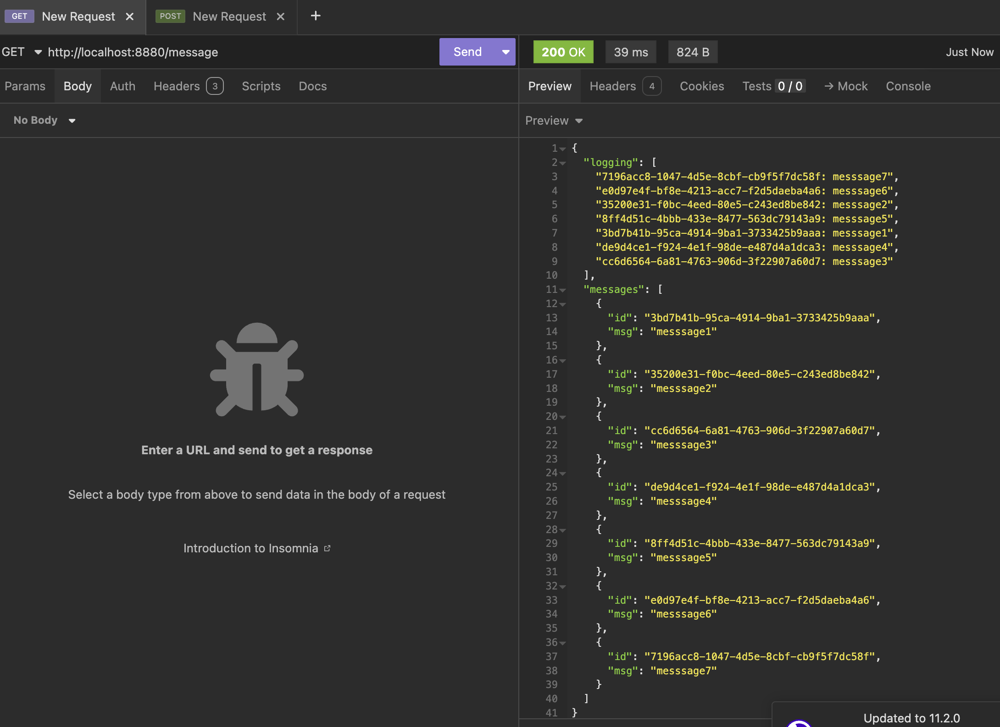 GET New Request × POST New Request × +
GET http://localhost:8880/message Send 200 OK 39 ms 824 B Just Now
Params Body Auth Headers 3 Scripts Docs Preview Headers 4 Cookies Tests 0 / 0 → Mock Console
No Body Preview
Enter a URL and send to get a response
Select a body type from above to send data in the body of a request
Introduction to Insomnia
1 {
2 "logging": [
3 "7196acc8-1047-4d5e-8cbf-cb9f5f7dc58f: messsage7",
4 "e0d97e4f-bf8e-4213-acc7-f2d5daeba4a6: messsage6",
5 "35200e31-f0bc-4eed-80e5-c243ed8be842: messsage2",
6 "8ff4d51c-4bbb-433e-8477-563dc79143a9: messsage5",
7 "3bd7b41b-95ca-4914-9ba1-3733425b9aaa: messsage1",
8 "de9d4ce1-f924-4e1f-98de-e487d4a1dca3: messsage4",
9 "cc6d6564-6a81-4763-906d-3f22907a60d7: messsage3"
10 ],
11 "messages": [
12 {
13 "id": "3bd7b41b-95ca-4914-9ba1-3733425b9aaa",
14 "msg": "messsage1"
15 },
16 {
17 "id": "35200e31-f0bc-4eed-80e5-c243ed8be842",
18 "msg": "messsage2"
19 },
20 {
21 "id": "cc6d6564-6a81-4763-906d-3f22907a60d7",
22 "msg": "messsage3"
23 },
24 {
25 "id": "de9d4ce1-f924-4e1f-98de-e487d4a1dca3",
26 "msg": "messsage4"
27 },
28 {
29 "id": "8ff4d51c-4bbb-433e-8477-563dc79143a9",
30 "msg": "messsage5"
31 },
32 {
33 "id": "e0d97e4f-bf8e-4213-acc7-f2d5daeba4a6",
34 "msg": "messsage6"
35 },
36 {
37 "id": "7196acc8-1047-4d5e-8cbf-cb9f5f7dc58f",
38 "msg": "messsage7"
39 }
40 ]
41 }
Updated to 11.2.0